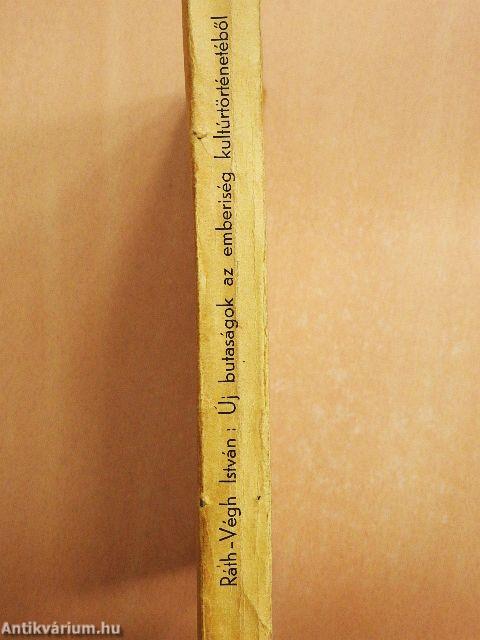 Ráth-Végh István: Új butaságok az emberiség kultúrtörténetéből
Antikvárium.hu